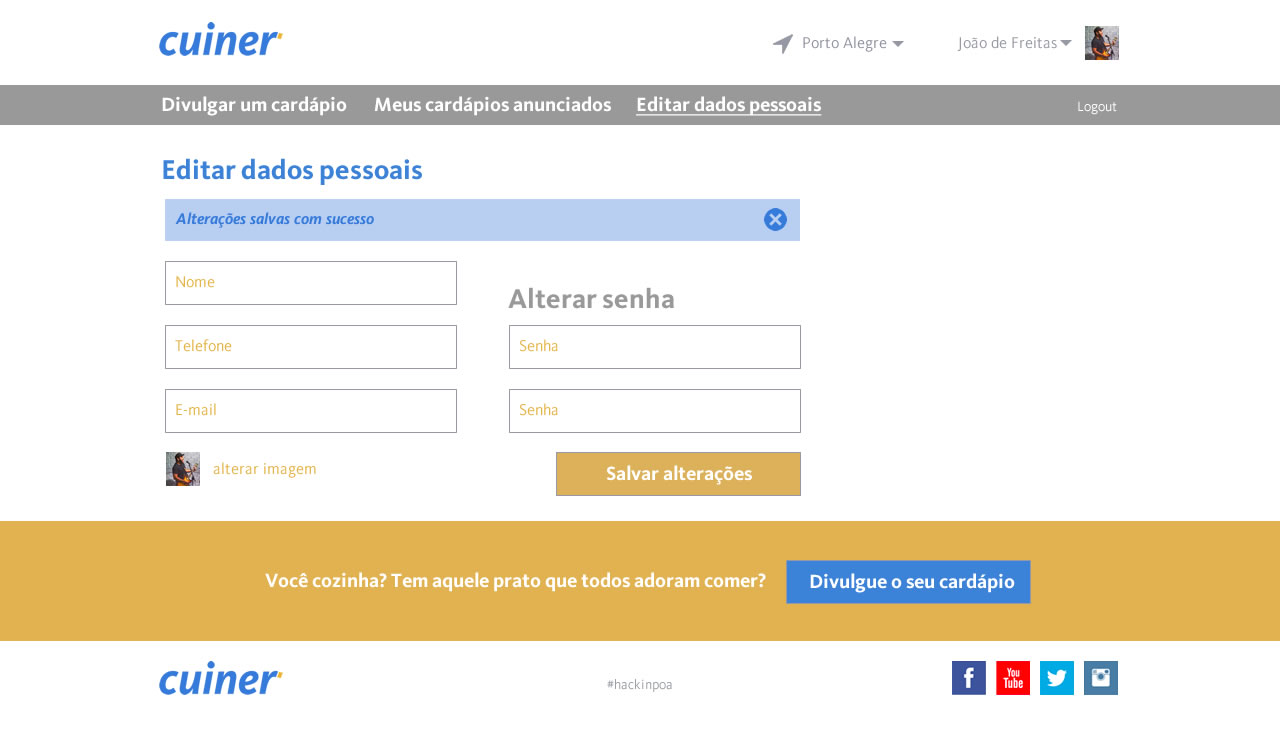 cuiner
Porto Alegre
João de Freitas
Divulgar um cardápio
Meus cardápios anunciados
Editar dados pessoais
Logout
Editar dados pessoais
Alterações salvas com sucesso
Nome
Alterar senha
Telefone
Senha
E-mail
Senha
alterar imagem
Salvar alterações
Você cozinha? Tem aquele prato que todos adoram comer?
Divulgue o seu cardápio
cuiner
#hackinpoa
f
You
Tube